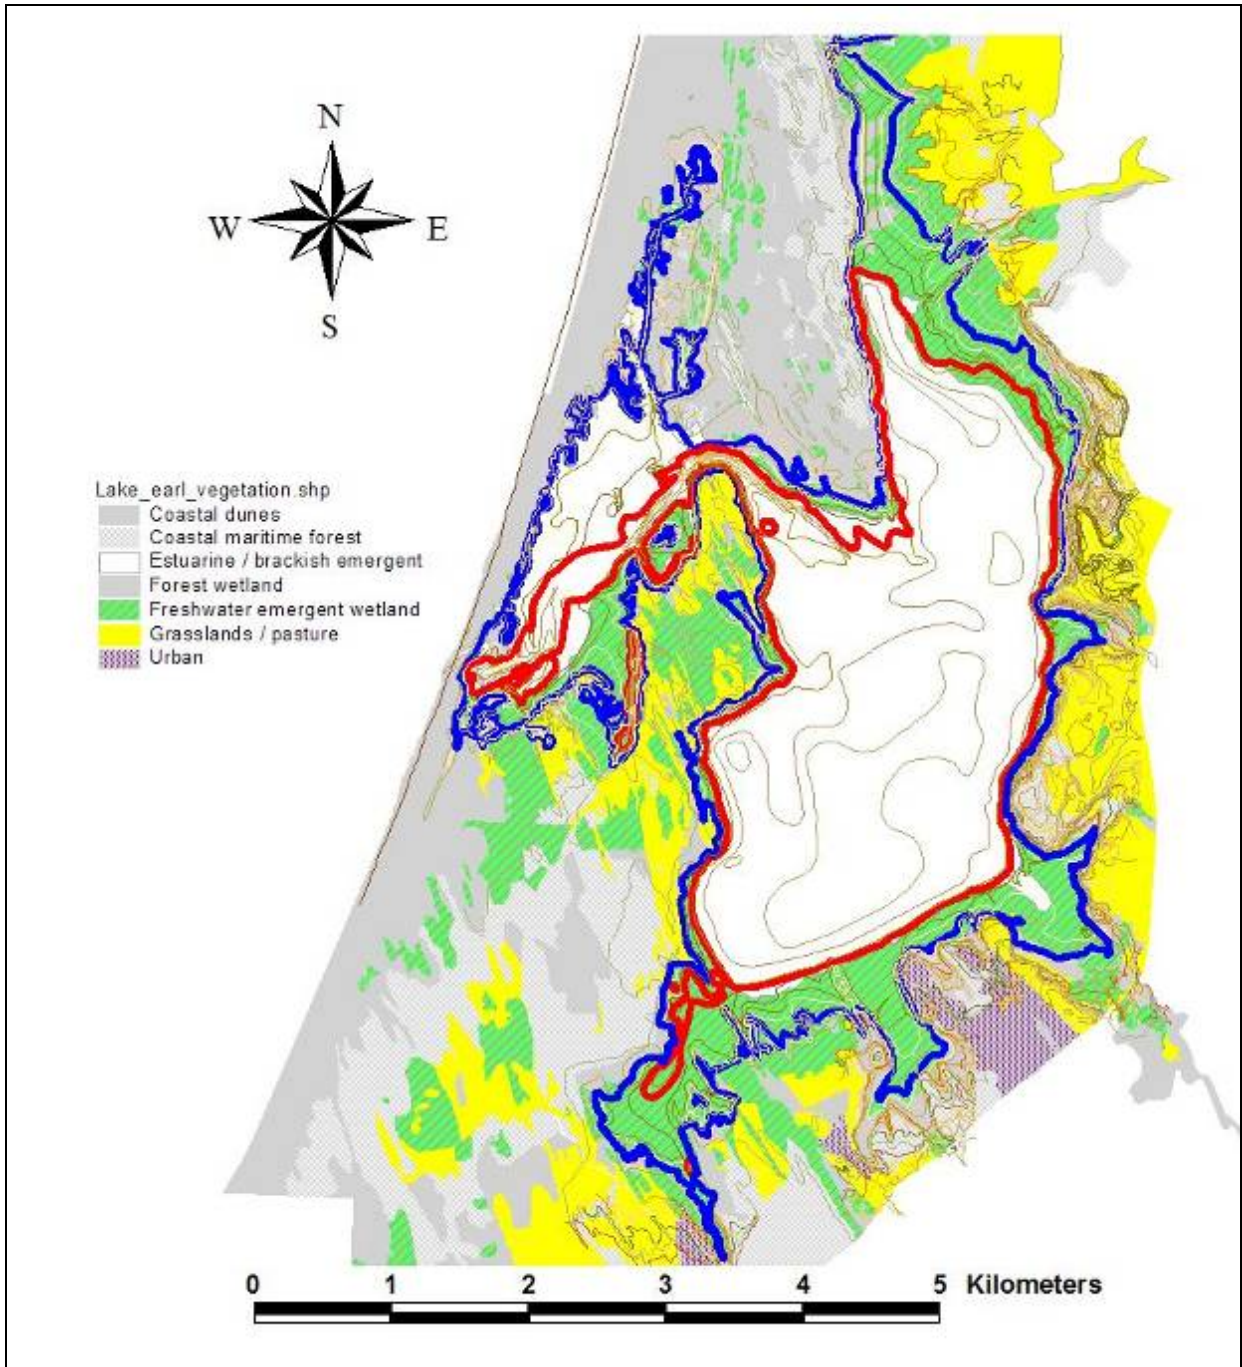 N
W E
S
Lake_earl_vegetation.shp
Coastal dunes
Coastal maritime forest
Estuarine / brackish emergent
Forest wetland
Freshwater emergent wetland
Grasslands / pasture
Urban
0 1 2 3 4 5 Kilometers